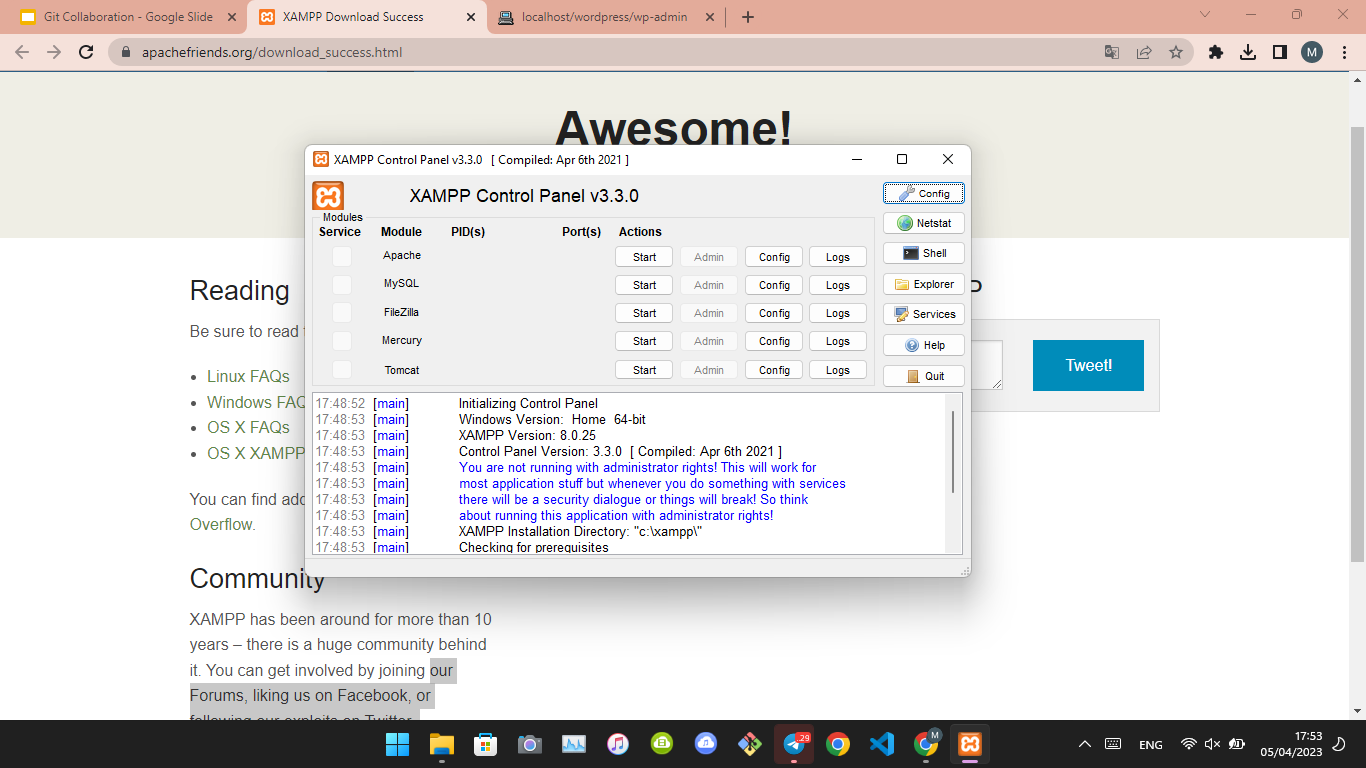 Git Collaboration - Google Slide
XAMPP Download Success
localhost/wordpress/wp-admin
apachefriends.org/download_success.html
M
Awesome!
XAMPP Control Panel v3.3.0 [ Compiled: Apr 6th 2021 ]
XAMPP Control Panel v3.3.0
Config
Modules
Service Module PID(s) Port(s) Actions
Netstat
Apache Start Admin Config Logs
Shell
MySQL Start Admin Config Logs
Explorer
FileZilla Start Admin Config Logs
Services
Mercury Start Admin Config Logs
Help
Tomcat Start Admin Config Logs
Quit
17:48:52 [main] Initializing Control Panel
17:48:53 [main] Windows Version: Home 64-bit
17:48:53 [main] XAMPP Version: 8.0.25
17:48:53 [main] Control Panel Version: 3.3.0 [ Compiled: Apr 6th 2021 ]
17:48:53 [main] You are not running with administrator rights! This will work for
17:48:53 [main] most application stuff but whenever you do something with services
17:48:53 [main] there will be a security dialogue or things will break! So think
17:48:53 [main] about running this application with administrator rights!
17:48:53 [main] XAMPP Installation Directory: "c:\xampp\"
17:48:53 [main] Checking for prerequisites
Reading
Be sure to read
Linux FAQs
Windows FAQ
OS X FAQs
OS X XAMPP
You can find add
Overflow.
P
Tweet!
Community
XAMPP has been around for more than 10
years – there is a huge community behind
it. You can get involved by joining our
Forums, liking us on Facebook, or
following our exploits on Twitter.
29
M
ENG
17:53
05/04/2023